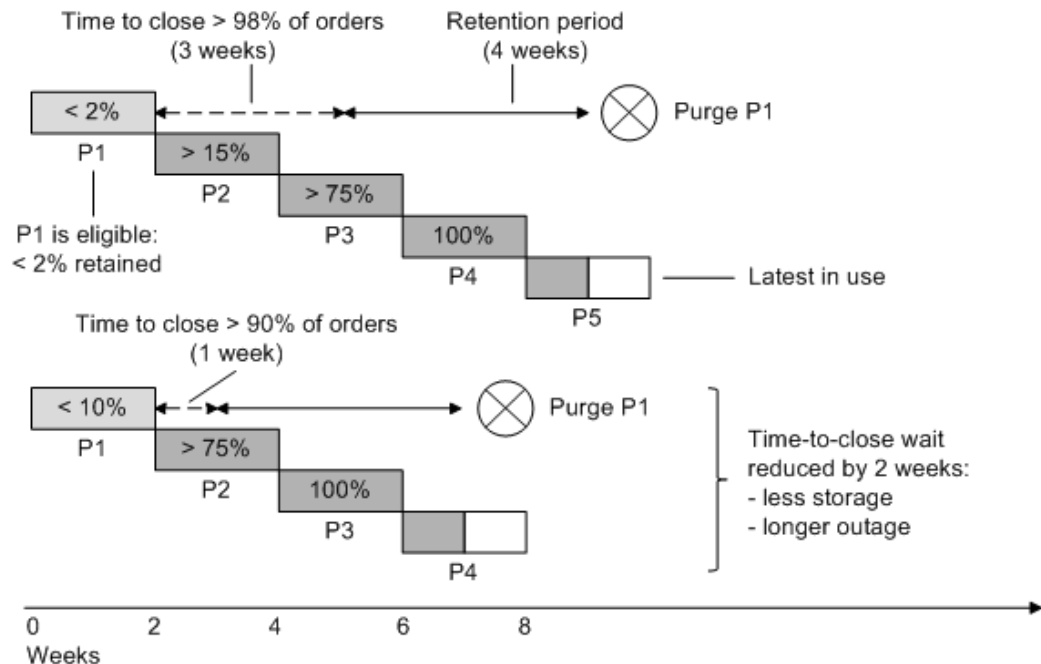 Time to close > 98% of orders
(3 weeks)
Retention period
(4 weeks)
< 2%
Purge P1
P1
> 15%
P2
> 75%
P1 is eligible:
< 2% retained
P3
100%
P4
Latest in use
P5
Time to close > 90% of orders
(1 week)
< 10%
Purge P1
P1
> 75%
P2
100%
P3
P4
Time-to-close wait
reduced by 2 weeks:
- less storage
- longer outage
0 2 4 6 8
Weeks